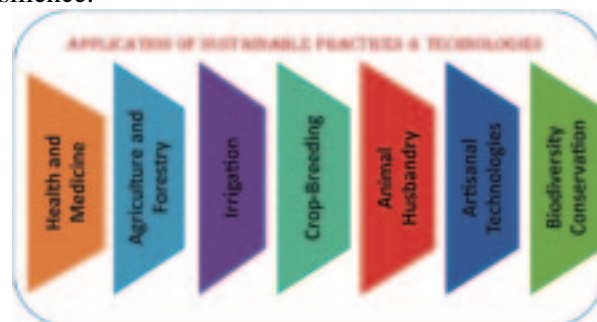 APPLICATION OF SUSTAINABLE PRACTICES & TECHNOLOGIES
Health and
Medicine
Agriculture and
Forestry
Irrigation
Crop-Breeding
Animal
Husbandry
Artisanal
Technologies
Biodiversity
Conservation